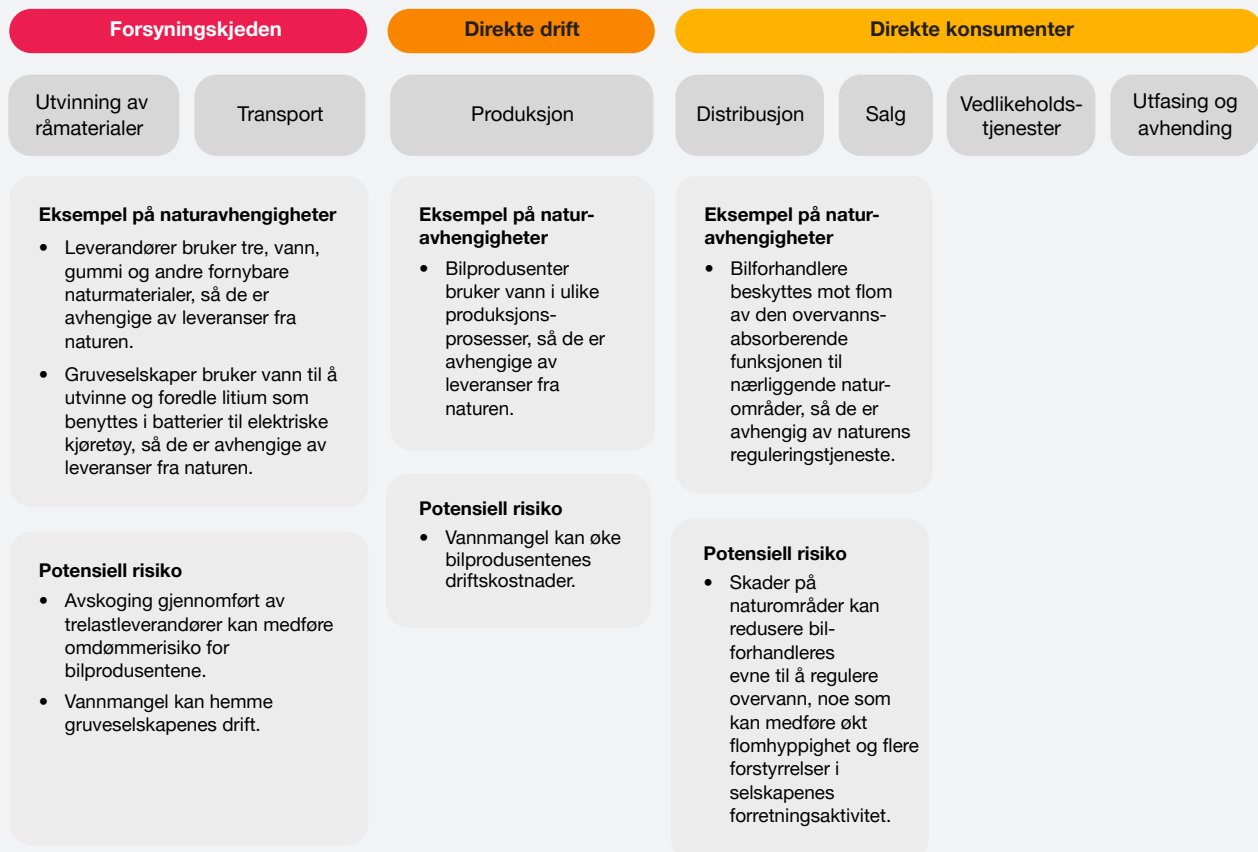 Forsyningskjeden
Direkte drift
Direkte konsumenter
Utvinning av
råmaterialer
Transport
Produksjon
Distribusjon
Salg
Vedlikeholds-
tjenester
Utfasing og
avhending
Eksempel på naturavhengigheter
• Leverandører bruker tre, vann,
gummi og andre fornybare
naturmaterialer, så de er
avhengige av leveranser fra
naturen.
• Gruveselskaper bruker vann til å
utvinne og foredle litium som
benyttes i batterier til elektriske
kjøretøy, så de er avhengige av
leveranser fra naturen.
Potensiell risiko
• Avskoging gjennomført av
trelastleverandører kan medføre
omdømmerisiko for
bilprodusentene.
• Vannmangel kan hemme
gruveselskapenes drift.
Eksempel på natur-
avhengigheter
• Bilprodusenter
bruker vann i ulike
produksjons-
prosesser, så de er
avhengige av
leveranser fra
naturen.
Potensiell risiko
• Vannmangel kan øke
bilprodusentenes
driftskostnader.
Eksempel på natur-
avhengigheter
• Bilforhandlere
beskyttes mot flom
av den overvanns-
absorberende
funksjonen til
nærliggende natur-
områder, så de er
avhengig av naturens
reguleringstjeneste.
Potensiell risiko
• Skader på
naturområder kan
redusere bil-
forhandleres
evne til å regulere
overvann, noe som
kan medføre økt
flomhyppighet og flere
forstyrrelser i
selskapenes
forretningsaktivitet.